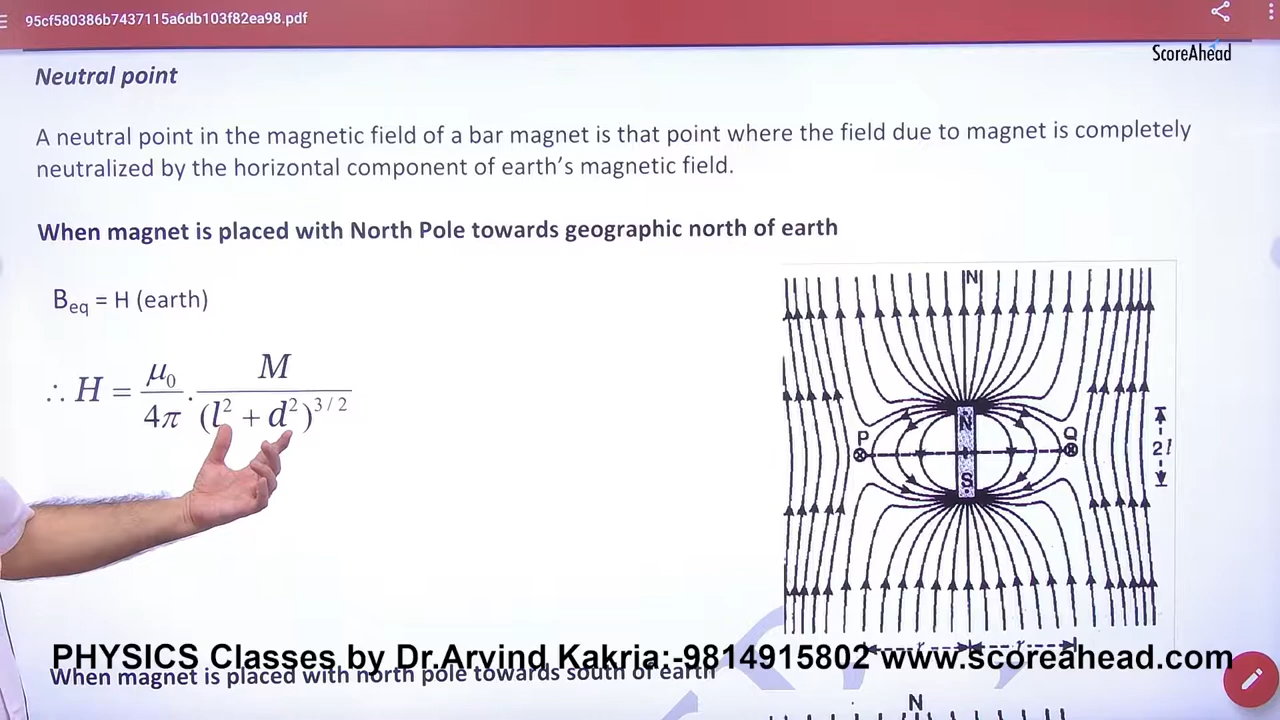 95cf580386b7437115a6db103f82ea98.pdf
ScoreAhead
Neutral point
A neutral point in the magnetic field of a bar magnet is that point where the field due to magnet is completely
neutralized by the horizontal component of earth's magnetic field.
When magnet is placed with North Pole towards geographic north of earth
B_eq = H (earth)
∴ H = μ₀/4π . M/(l² + d²)^3/2
N
N
P
Q
2l
S
r r
PHYSICS Classes by Dr.Arvind Kakria:-9814915802 www.scoreahead.com
When magnet is placed with north pole towards south of earth
N